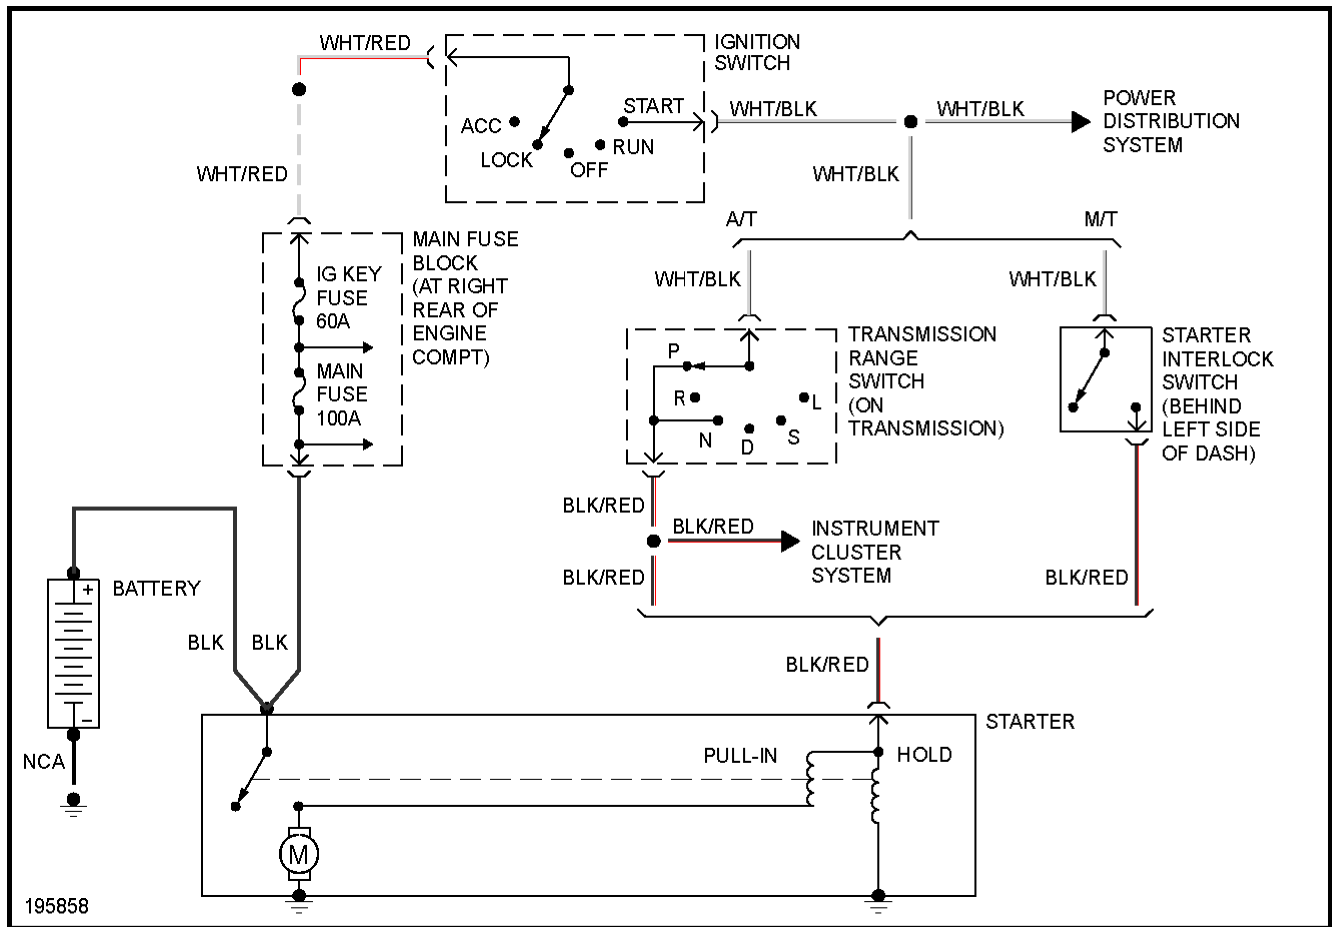 WHT/RED
IGNITION
SWITCH
START
ACC
LOCK
OFF
RUN
WHT/BLK
WHT/BLK
POWER
DISTRIBUTION
SYSTEM
WHT/RED
WHT/BLK
A/T
M/T
MAIN FUSE
BLOCK
(AT RIGHT
REAR OF
ENGINE
COMPT)
IG KEY
FUSE
60A
MAIN
FUSE
100A
WHT/BLK
WHT/BLK
P
R
N
D
S
L
TRANSMISSION
RANGE
SWITCH
(ON
TRANSMISSION)
STARTER
INTERLOCK
SWITCH
(BEHIND
LEFT SIDE
OF DASH)
BLK/RED
BLK/RED
INSTRUMENT
CLUSTER
SYSTEM
BLK/RED
BLK/RED
+
BATTERY
-
BLK
BLK
BLK/RED
NCA
STARTER
PULL-IN
HOLD
M
195858